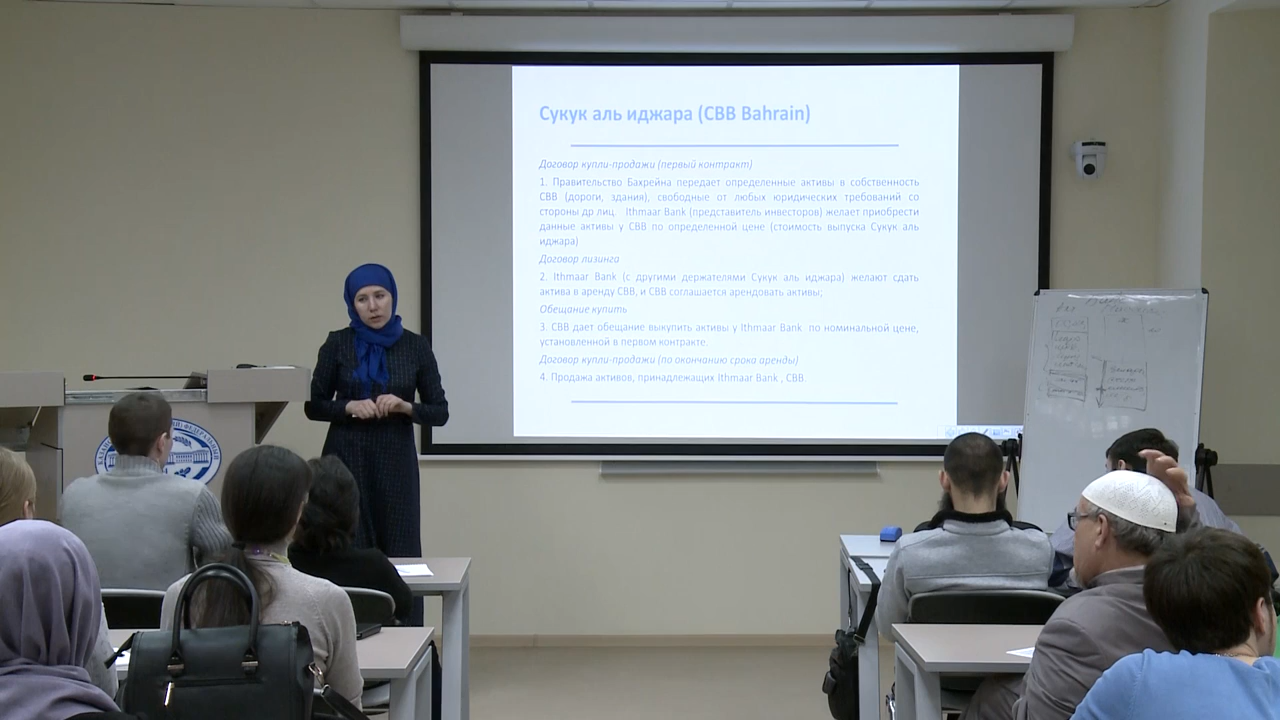 Сукук аль иджара (CBB Bahrain)
Договор купли-продажи (первый контракт)
1. Правительство Бахрейна передает определенные активы в собственность
CBB (дороги, здания), свободные от любых юридических требований со
стороны др лиц. Ithmaar Bank (представитель инвесторов) желает приобрести
данные активы у CBB по определенной цене (стоимость выпуска Сукук аль
иджара)
Договор лизинга
2. Ithmaar Bank (с другими держателями Сукук аль иджара) желают сдать
актива в аренду CBB, и CBB соглашается арендовать активы;
Обещание купить
3. CBB дает обещание выкупить активы у Ithmaar Bank по номинальной цене,
установленной в первом контракте.
Договор купли-продажи (по окончанию срока аренды)
4. Продажа активов, принадлежащих Ithmaar Bank , CBB.